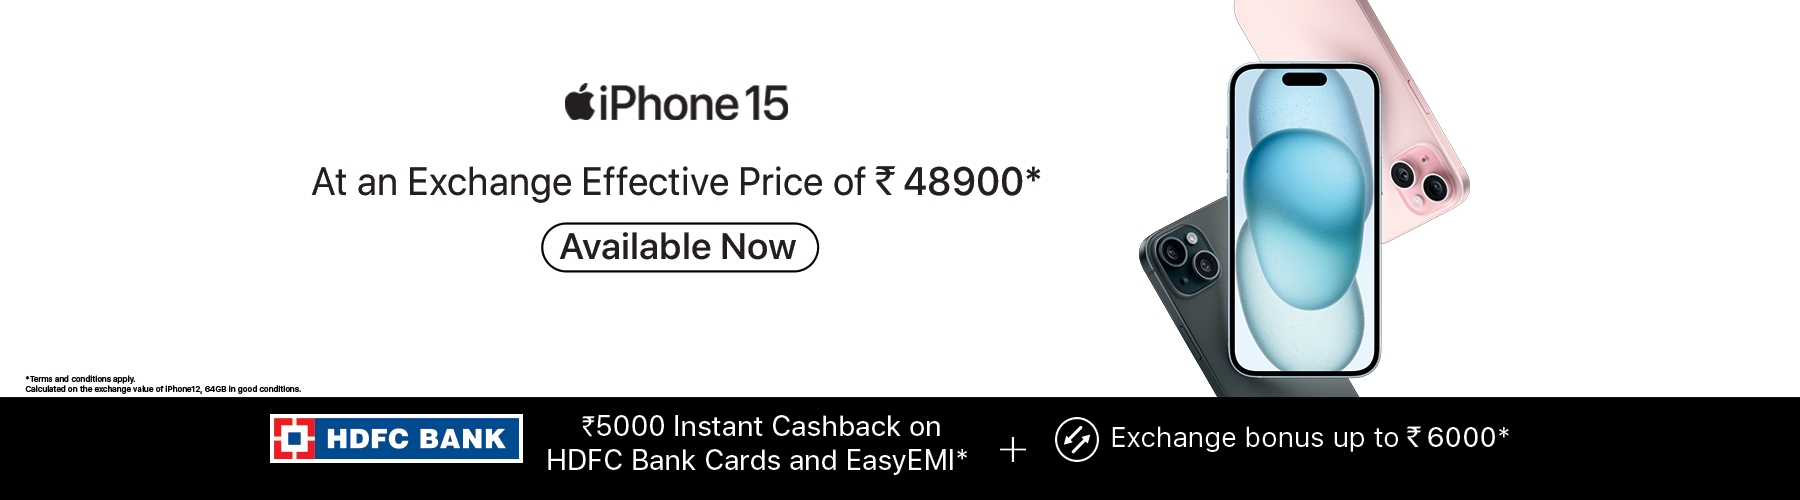 iPhone 15
At an Exchange Effective Price of ₹ 48900*
Available Now
*Terms and conditions apply.
Calculated on the exchange value of iPhone12, 64GB in good conditions.
HDFC BANK
₹5000 Instant Cashback on
HDFC Bank Cards and EasyEMI*
+
Exchange bonus up to ₹ 6000*